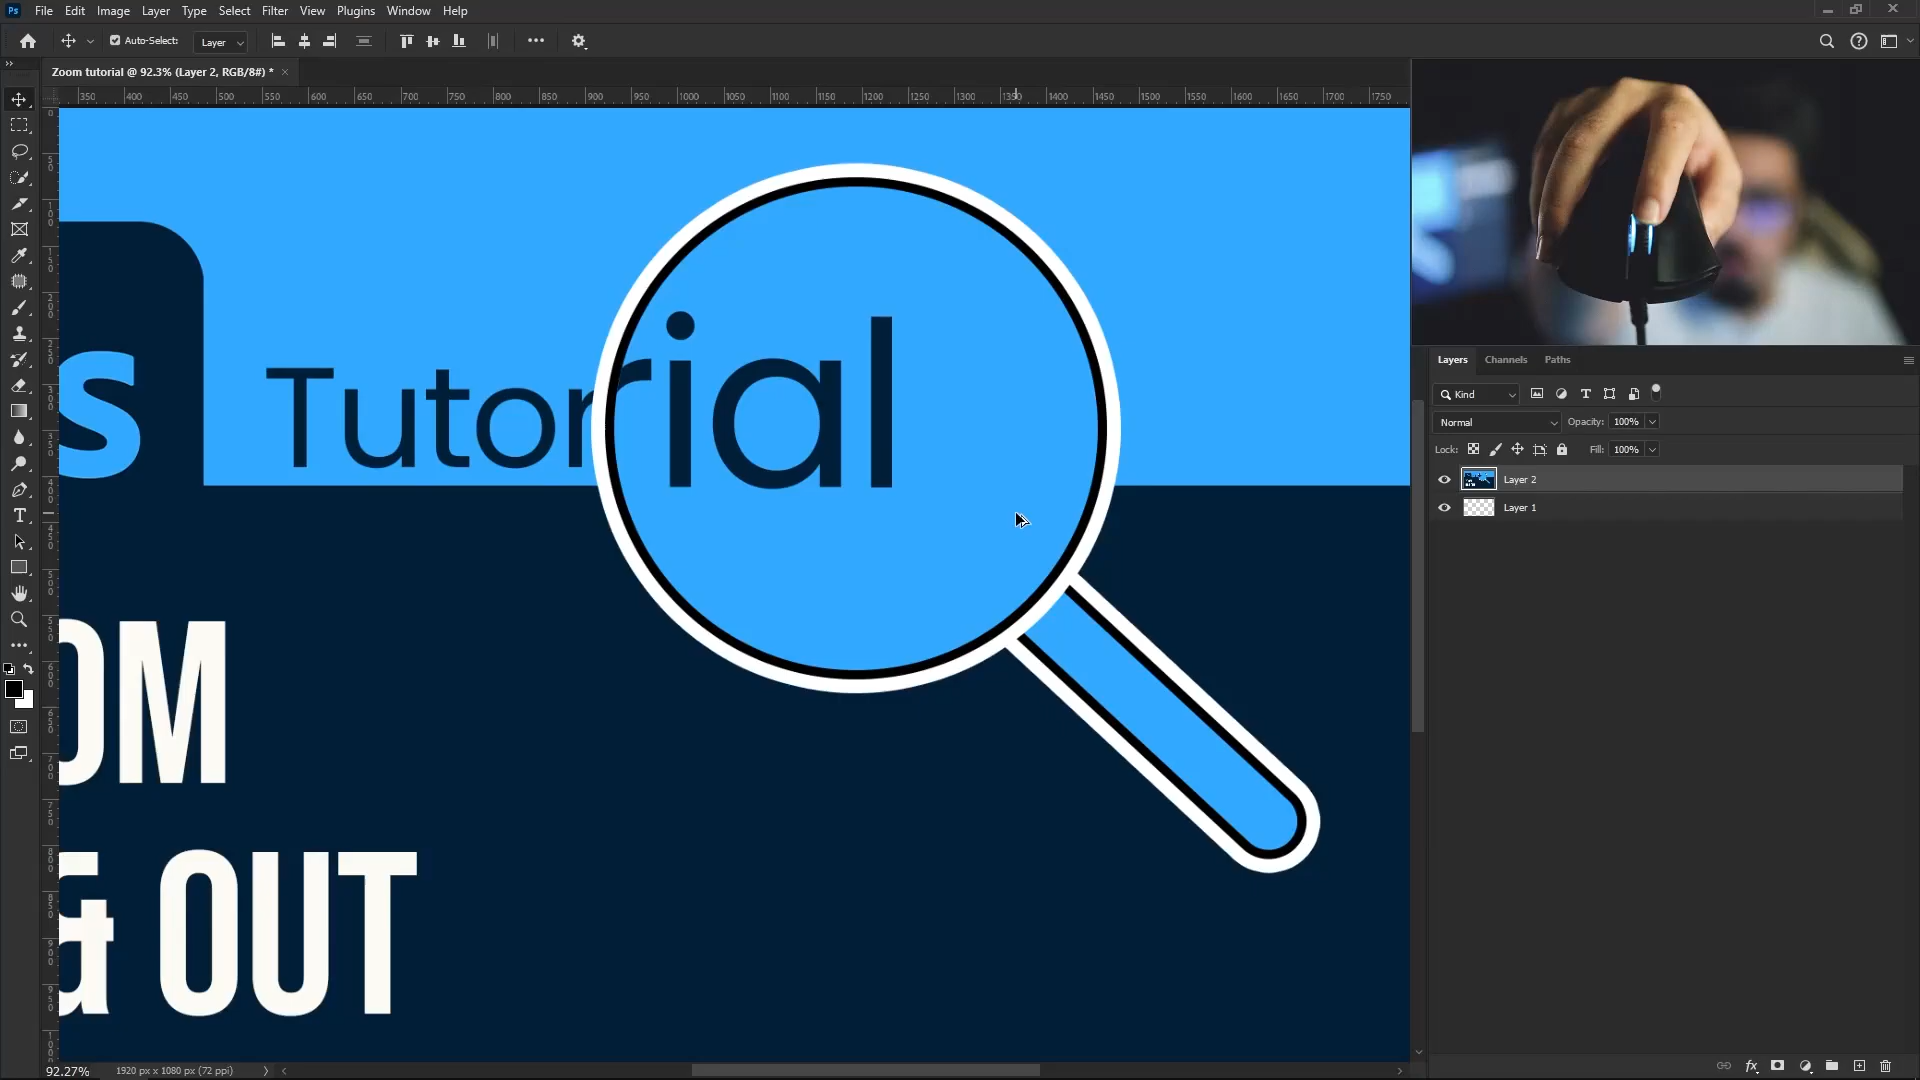 Ps File Edit Image Layer Type Select Filter View Plugins Window Help
Auto-Select: Layer
Zoom tutorial @ 92.3% (Layer 2, RGB/8#) * ×
350 400 450 500 550 600 650 700 750 800 850 900 950 1000 1050 1100 1150 1200 1250 1300 1350 1400 1450 1500 1550 1600 1650 1700 1750
s Tutorial
OM
& OUT
Layers Channels Paths
Kind
Normal Opacity: 100%
Lock: Fill: 100%
Layer 2
Layer 1
fx
92.27% 1920 px x 1080 px (72 ppi)